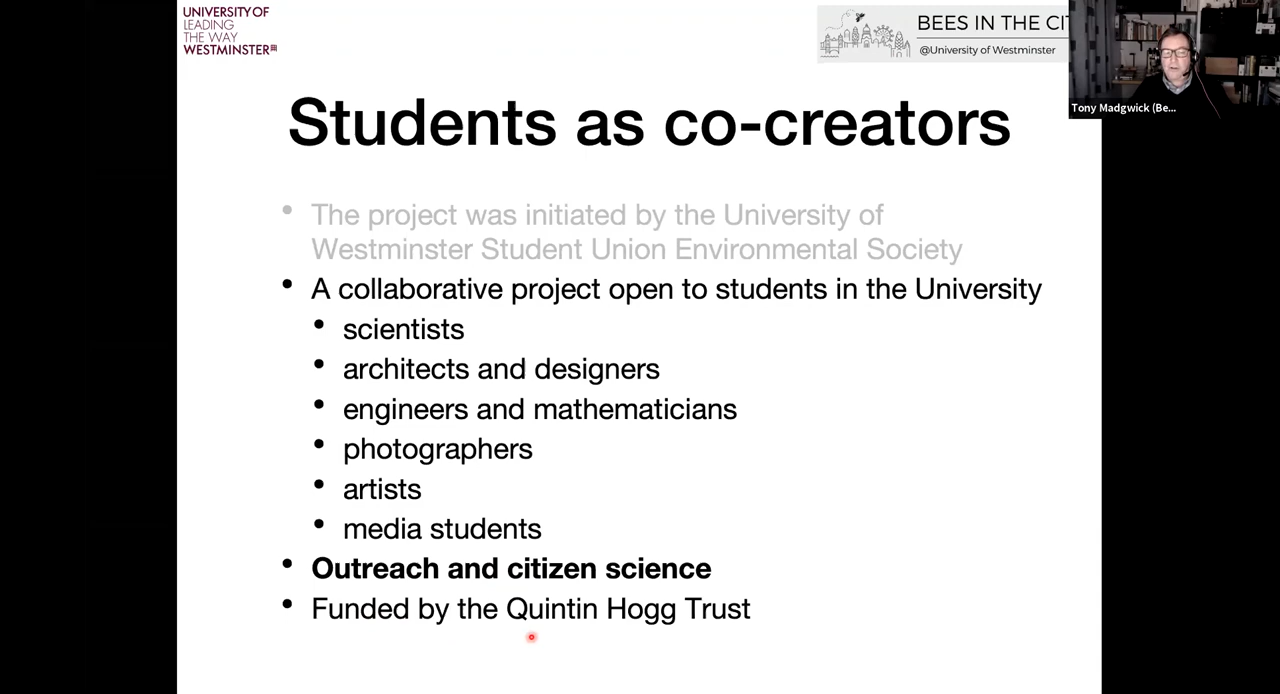 UNIVERSITY OF
LEADING
THE WAY
WESTMINSTER
BEES IN THE CI
@University of Westminster
Tony Madgwick (Be...
Students as co-creators
• The project was initiated by the University of
Westminster Student Union Environmental Society
• A collaborative project open to students in the University
• scientists
• architects and designers
• engineers and mathematicians
• photographers
• artists
• media students
• Outreach and citizen science
• Funded by the Quintin Hogg Trust